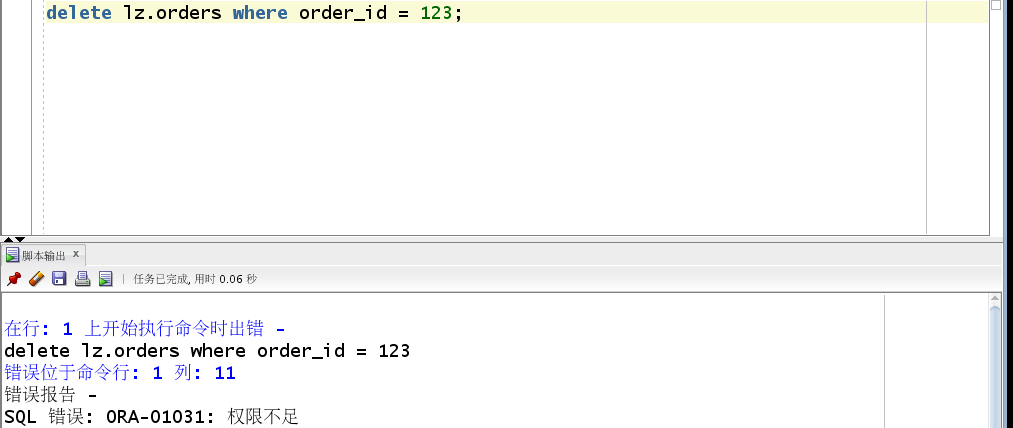 delete lz.orders where order_id = 123;
脚本输出 x
任务已完成, 用时 0.06 秒
在行: 1 上开始执行命令时出错 -
delete lz.orders where order_id = 123
错误位于命令行: 1 列: 11
错误报告 -
SQL 错误: ORA-01031: 权限不足